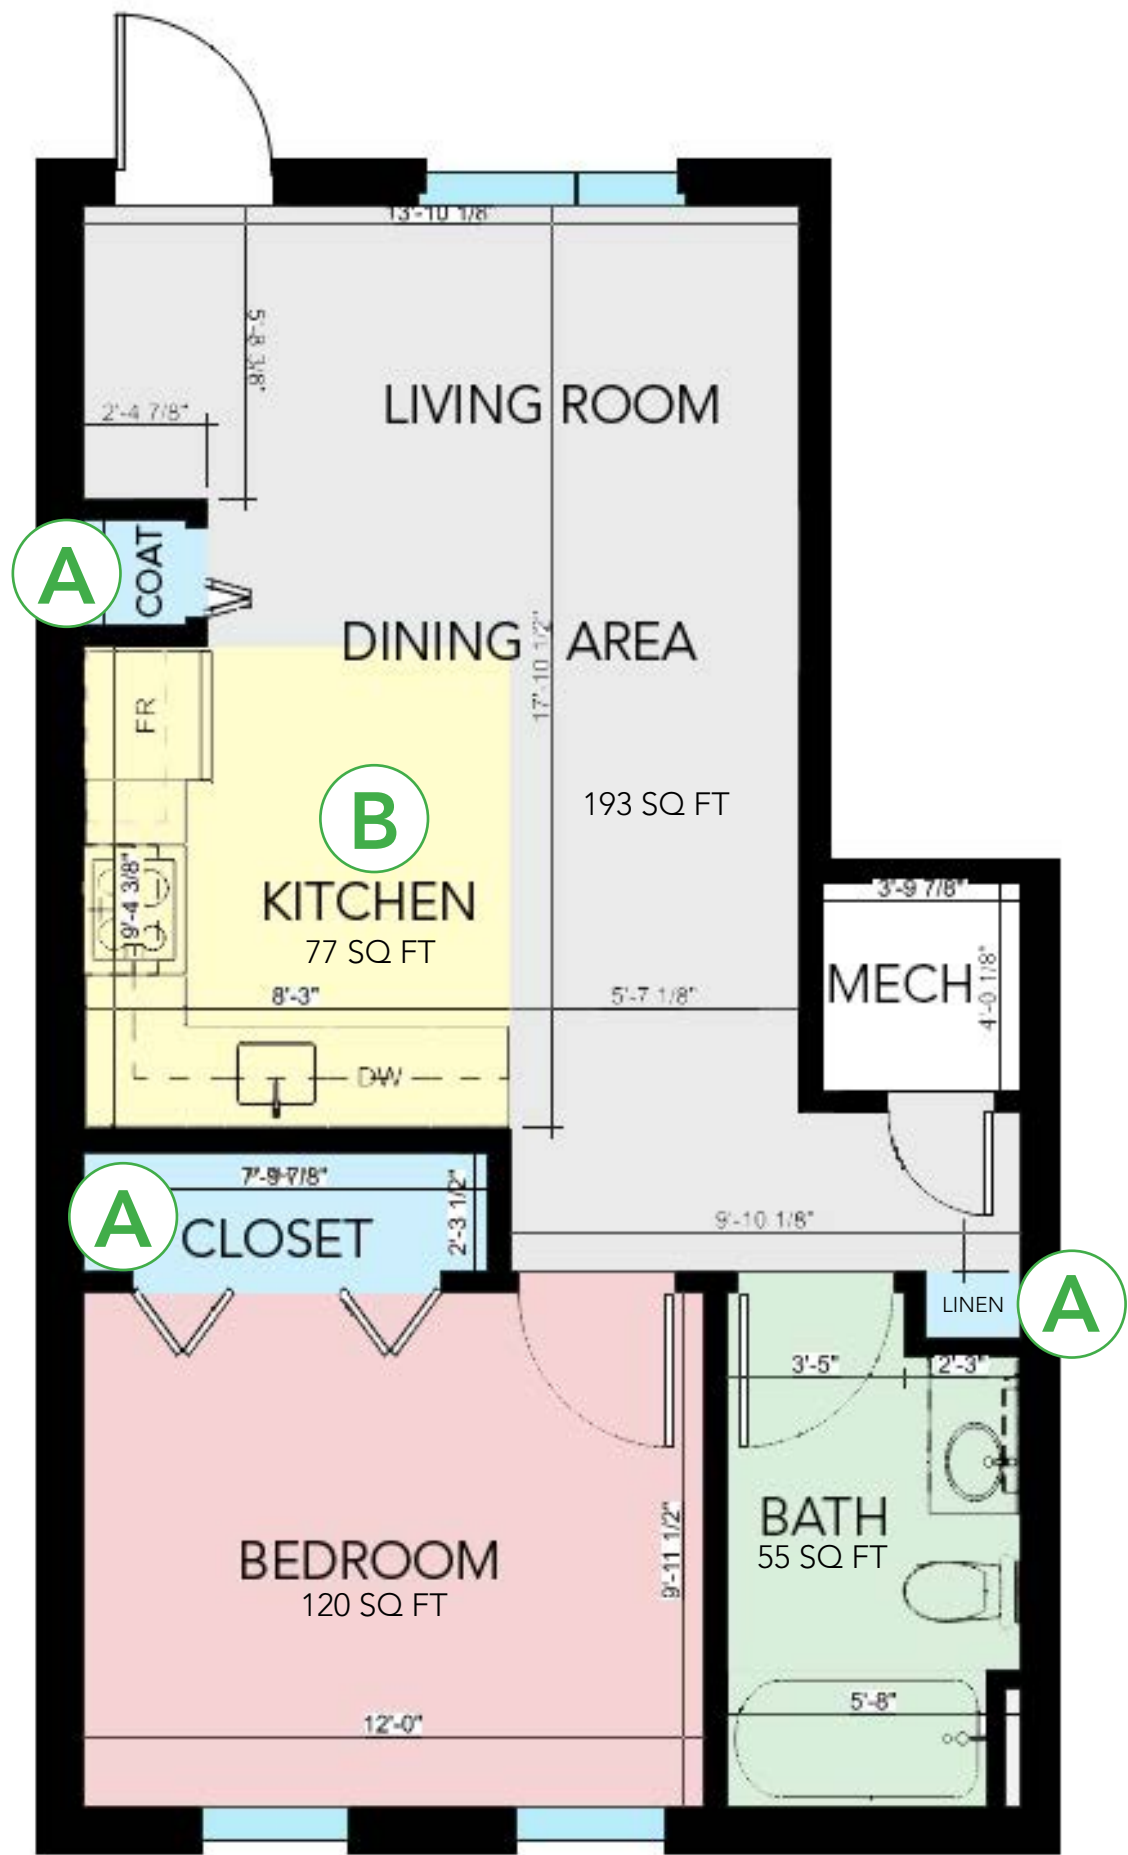 13'-10 1/8"
5'-8 3/8"
LIVING ROOM
2'-4 7/8"
A
COAT
DINING AREA
17'-10 1/2"
FR
B
193 SQ FT
9'-4 3/8"
KITCHEN
77 SQ FT
3'-9 7/8"
MECH
4'-0 1/8"
8'-3"
5'-7 1/8"
DW
7'-9 7/8"
2'-3 1/2"
A
CLOSET
9'-10 1/8"
LINEN
A
3'-5"
2'-3"
BATH
55 SQ FT
9'-11 1/2"
BEDROOM
120 SQ FT
5'-8"
12'-0"